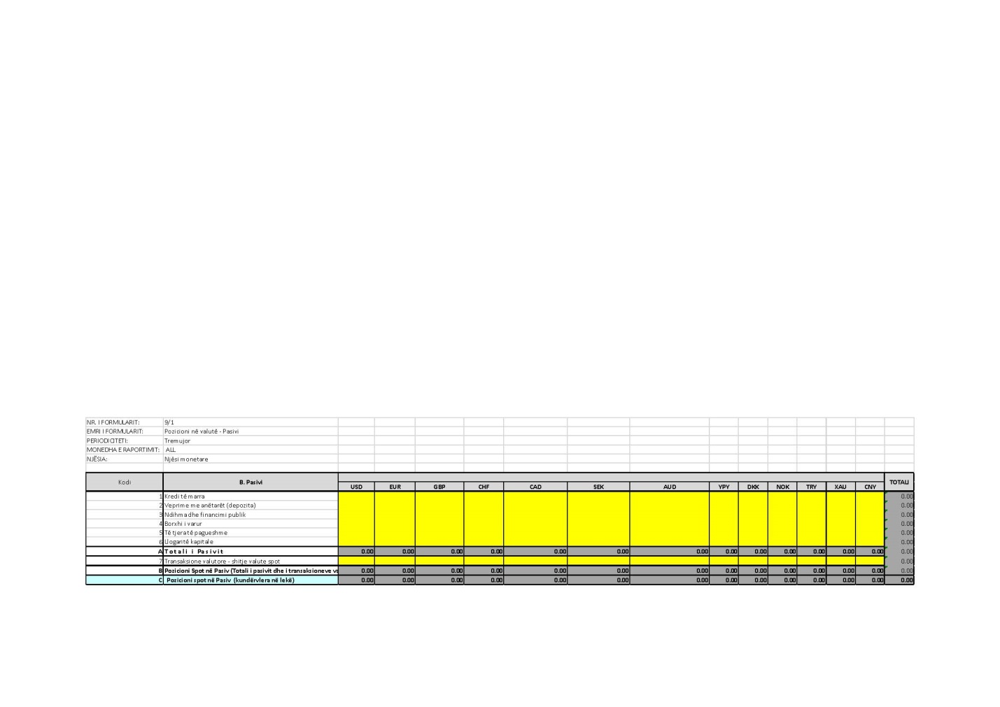 NR. I FORMULARIT: 9/1
EMRI I FORMULARIT: Pozicioni në valutë - Pasivi
PERIODICITETI: Tremujor
MONEDHA E RAPORTIMIT: ALL
NJËSIA: Njësi monetare
Kodi B. Pasivi TOTALI
USD EUR GBP CHF CAD SEK AUD YPY DKK NOK TRY XAU CNY
1 Kredi të marra 0.00
2 Veprime me anëtarët (depozita) 0.00
3 Ndihma dhe financimi publik 0.00
4 Borxhi i varur 0.00
5 Të tjera të pagueshme 0.00
6 Llogaritë kapitale 0.00
A Totali i Pasivit 0.00 0.00 0.00 0.00 0.00 0.00 0.00 0.00 0.00 0.00 0.00 0.00 0.00 0.00
7 Transaksione valutore - shitje valute spot 0.00
B Pozicioni Spot në Pasiv (Totali i pasivit dhe i transaksioneve va 0.00 0.00 0.00 0.00 0.00 0.00 0.00 0.00 0.00 0.00 0.00 0.00 0.00 0.00
C Pozicioni spot në Pasiv (kundërvlera në lekë) 0.00 0.00 0.00 0.00 0.00 0.00 0.00 0.00 0.00 0.00 0.00 0.00 0.00 0.00